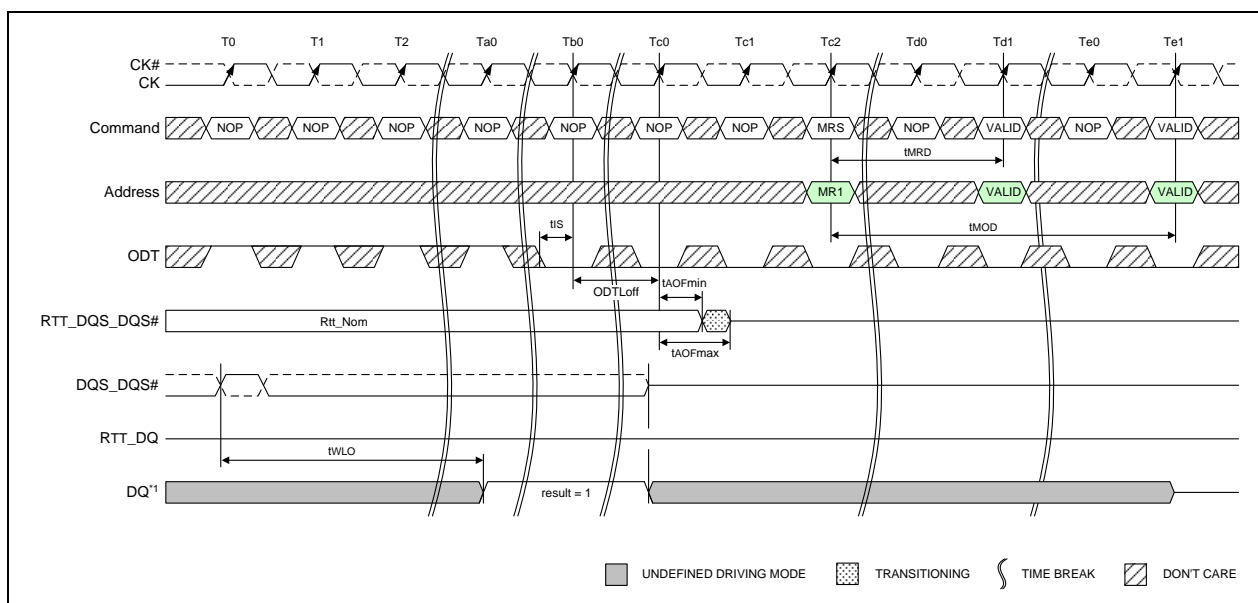 T0 T1 T2 Ta0 Tb0 Tc0 Tc1 Tc2 Td0 Td1 Te0 Te1
CK#
CK
Command NOP NOP NOP NOP NOP NOP NOP MRS NOP VALID NOP VALID
tMRD
Address MR1 VALID VALID
tIS tMOD
ODT
ODTLoff tAOFmin
RTT_DQS_DQS# Rtt_Nom
tAOFmax
DQS_DQS#
RTT_DQ
tWLO
DQ*1 result = 1
UNDEFINED DRIVING MODE TRANSITIONING TIME BREAK DON'T CARE